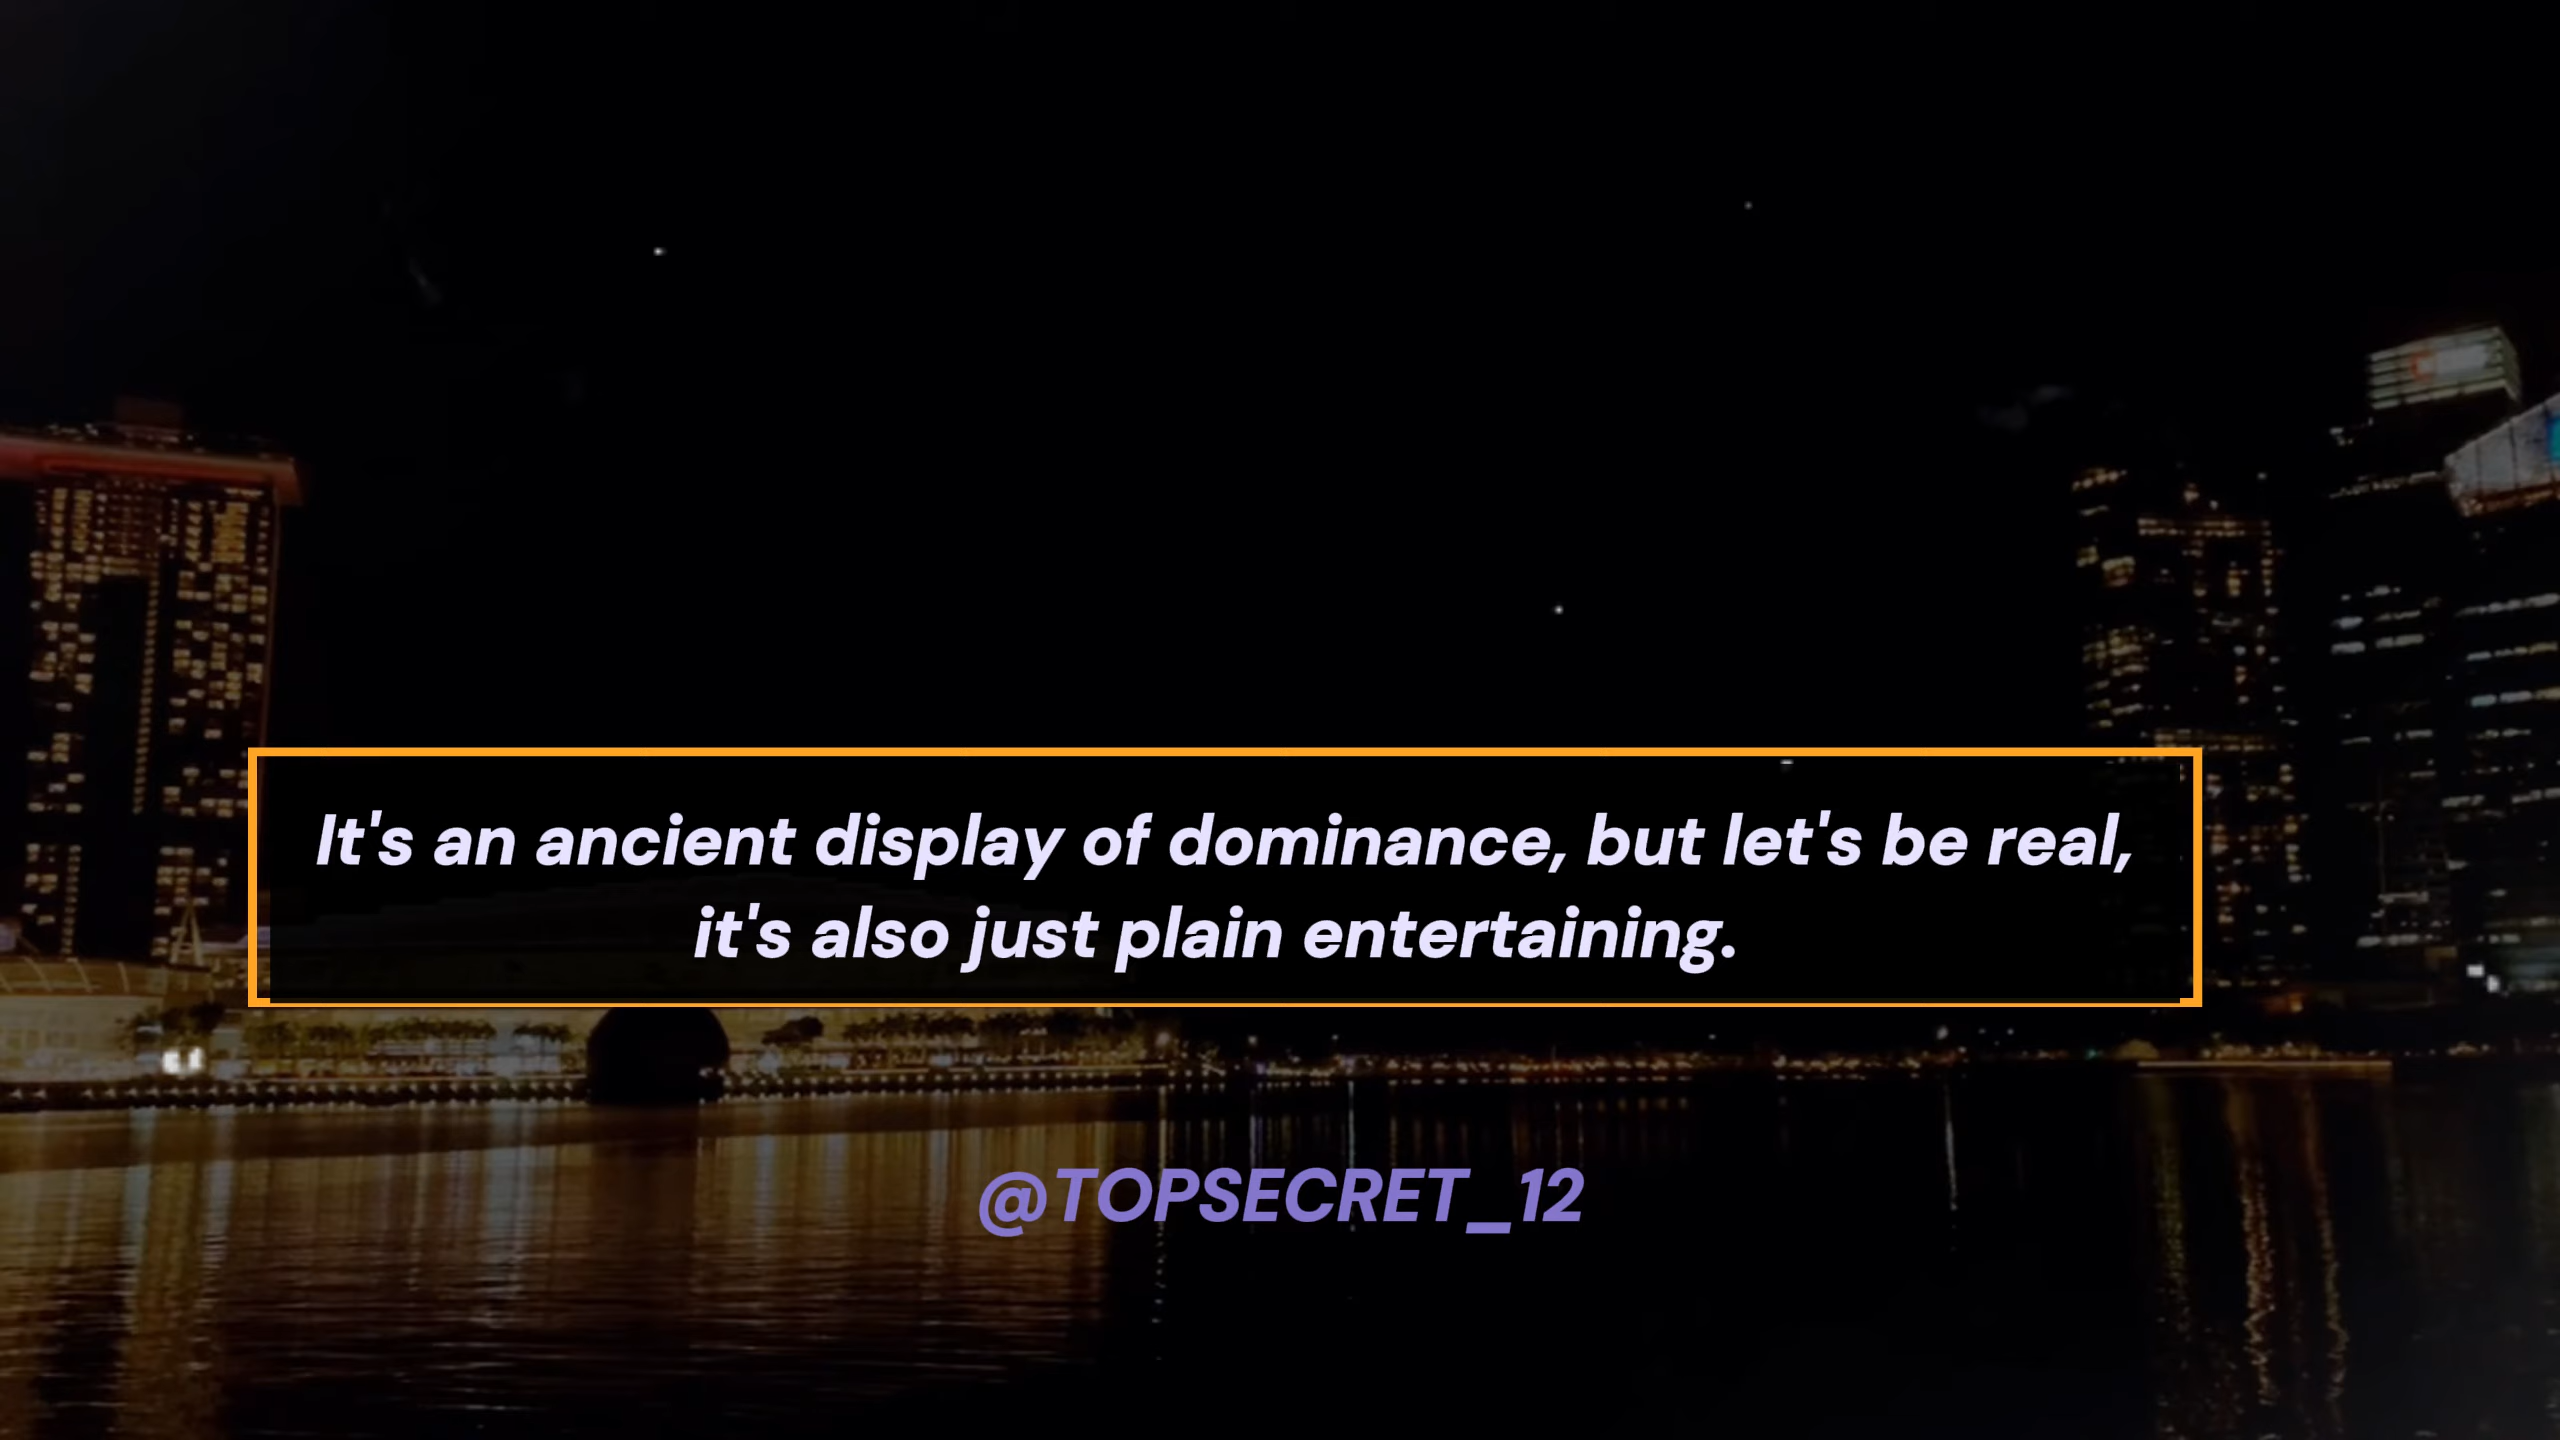 It's an ancient display of dominance, but let's be real,
it's also just plain entertaining.
@TOPSECRET_12